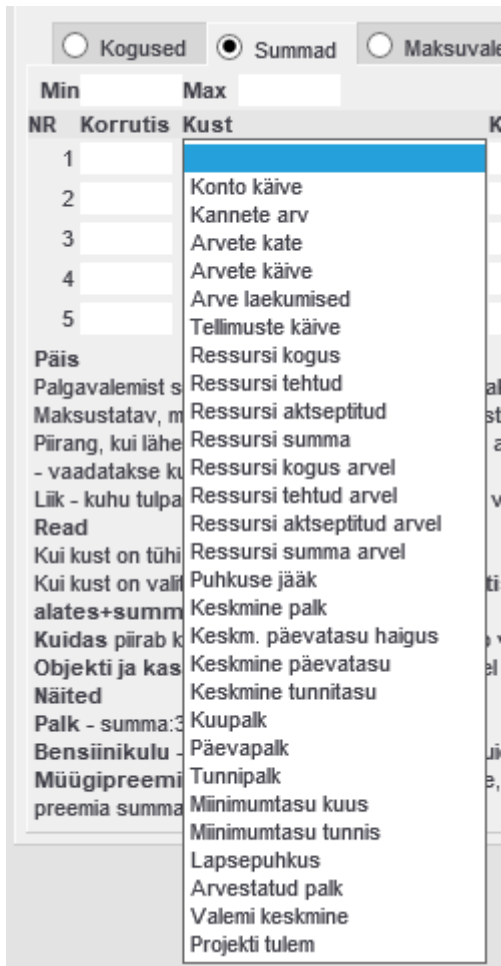 Kogused Summad Maksuvale
Min Max
NR Korrutis Kust K
1
2
3
4
5
Konto käive
Kannete arv
Arvete kate
Arvete käive
Arve laekumised
Tellimuste käive
Ressursi kogus
Ressursi tehtud
Ressursi aktseptitud
Ressursi summa
Ressursi kogus arvel
Ressursi tehtud arvel
Ressursi aktseptitud arvel
Ressursi summa arvel
Puhkuse jääk
Keskmine palk
Keskm. päevatasu haigus
Keskmine päevatasu
Keskmine tunnitasu
Kuupalk
Päevapalk
Tunnipalk
Miinimumtasu kuus
Miinimumtasu tunnis
Lapsepuhkus
Arvestatud palk
Valemi keskmine
Projekti tulem
Päis
Palgavalemist s
Maksustatav, m
Piirang, kui lähe
- vaadatakse ku
Liik - kuhu tulpa
Read
Kui kust on tühi
Kui kust on valit
alates+summ
Kuidas piirab k
Objekti ja kas
Näited
Palk - summa:3
Bensiinikulu -
Müügipreemi
preemia summa